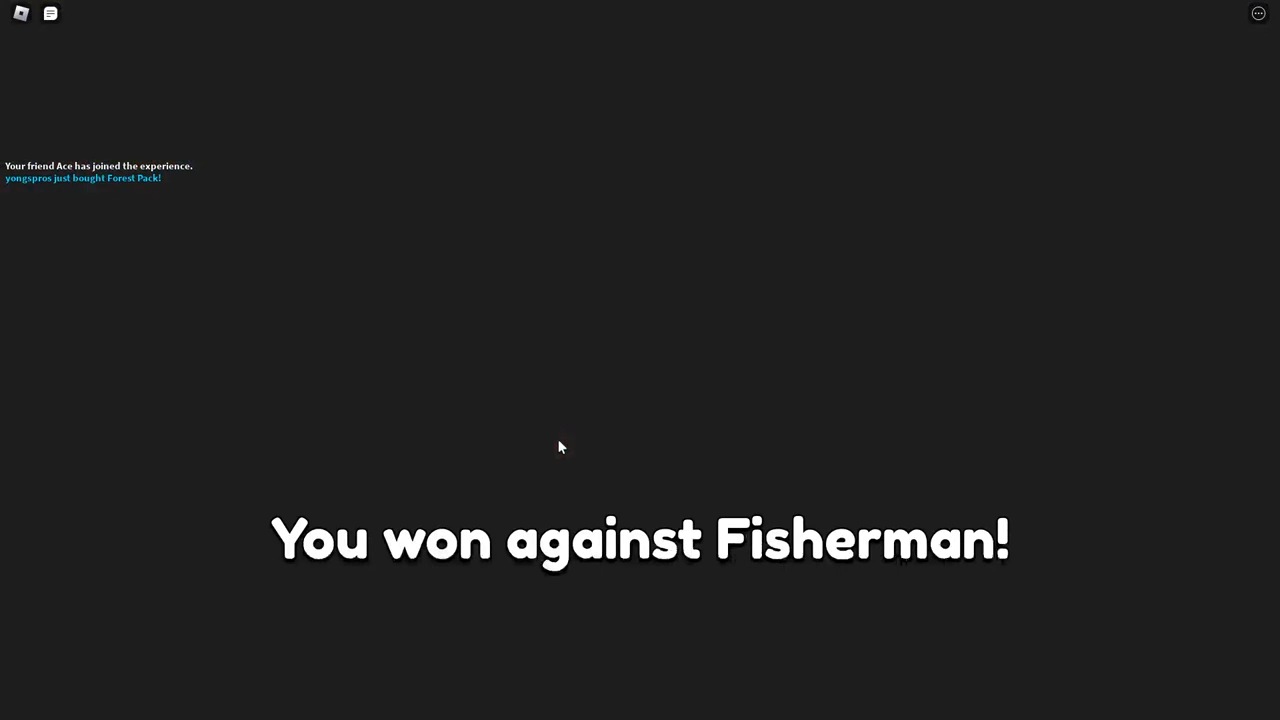 Your friend Ace has joined the experience.
yongspros just bought Forest Pack!
You won against Fisherman!